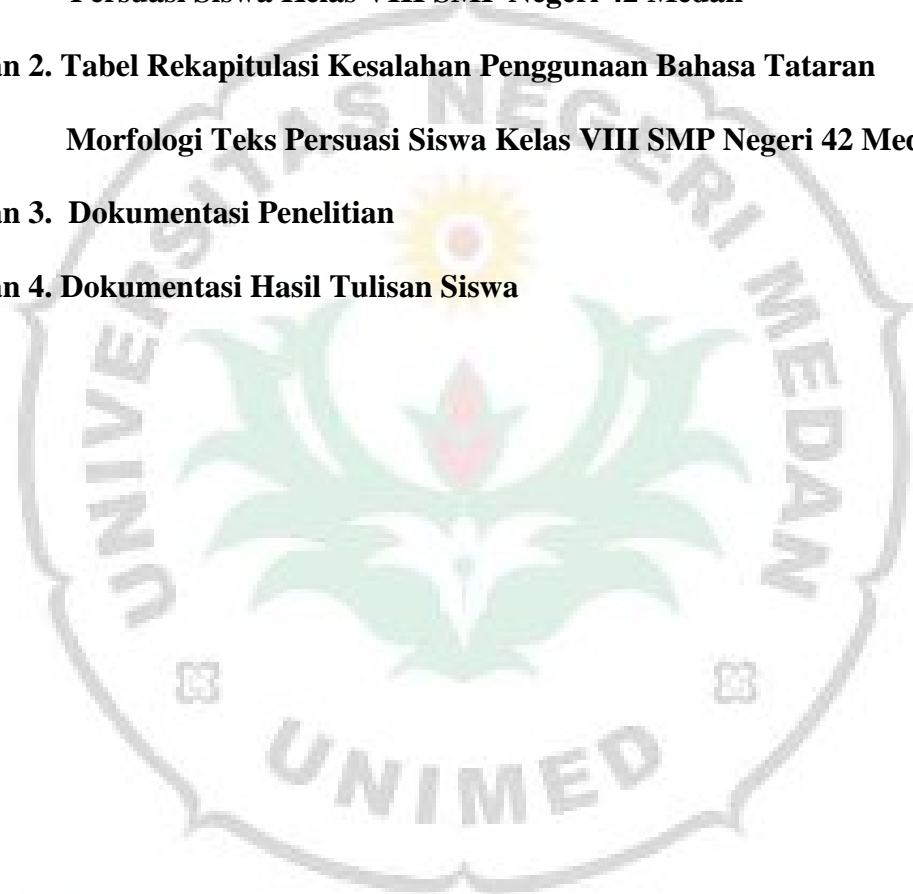 Persuasi Siswa Kelas VIII SMP Negeri 42 Medan
an 2. Tabel Rekapitulasi Kesalahan Penggunaan Bahasa Tataran
Morfologi Teks Persuasi Siswa Kelas VIII SMP Negeri 42 Med
an 3. Dokumentasi Penelitian
an 4. Dokumentasi Hasil Tulisan Siswa
UNIVERSITAS NEGERI MEDAN
UNIMED